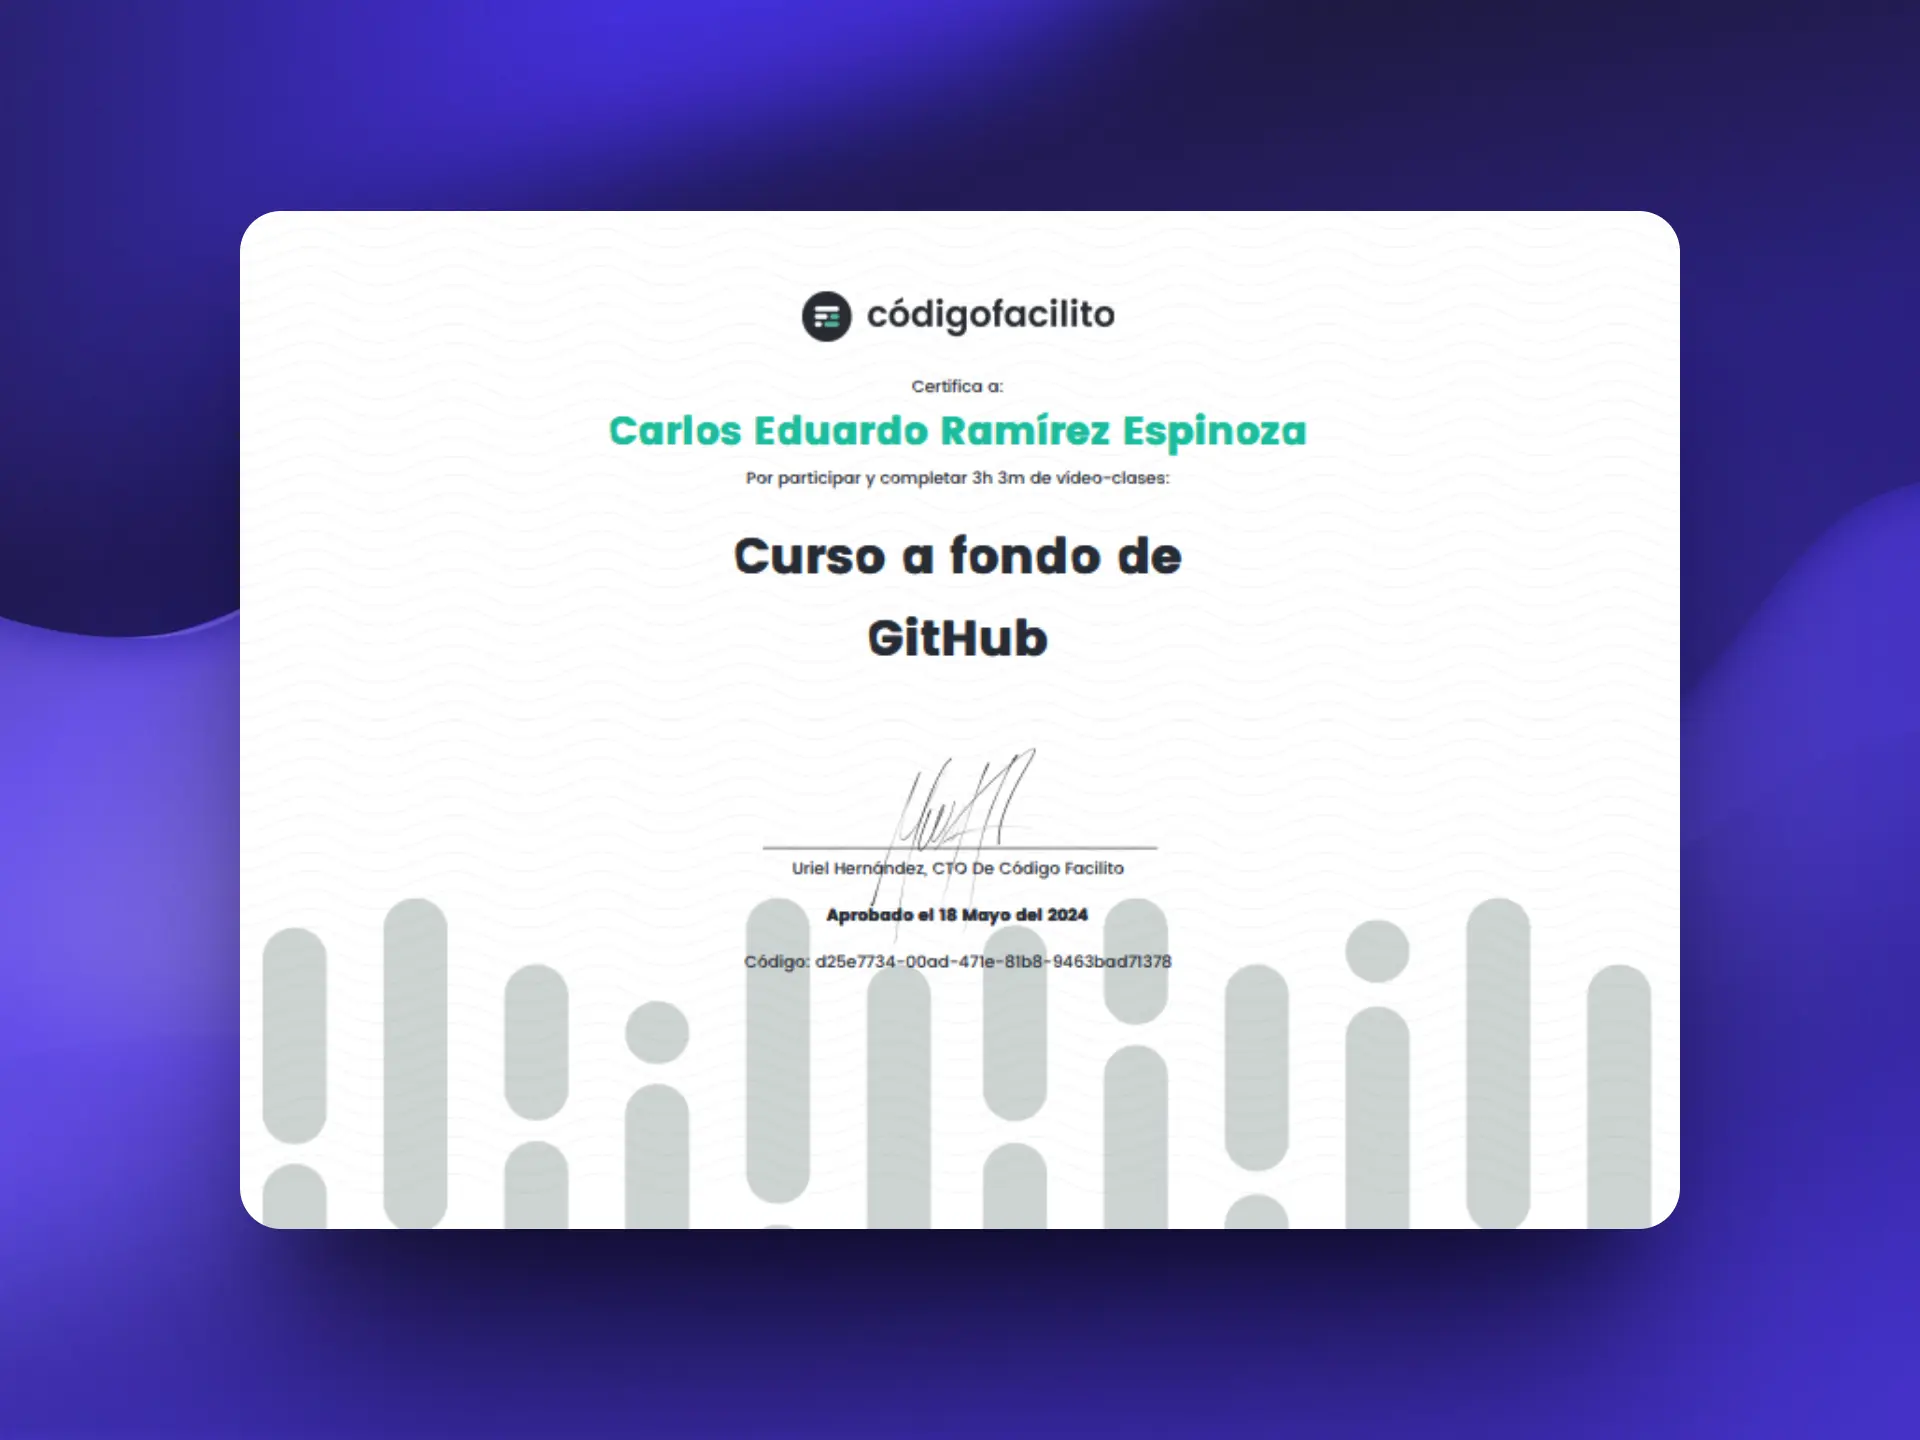 códigofacilito
Certifica a:
Carlos Eduardo Ramírez Espinoza
Por participar y completar 3h 3m de vídeo-clases:
Curso a fondo de
GitHub
Uriel Hernández, CTO De Código Facilito
Aprobado el 18 Mayo del 2024
Código: d25e7734-00ad-471e-81b8-9463bad71378